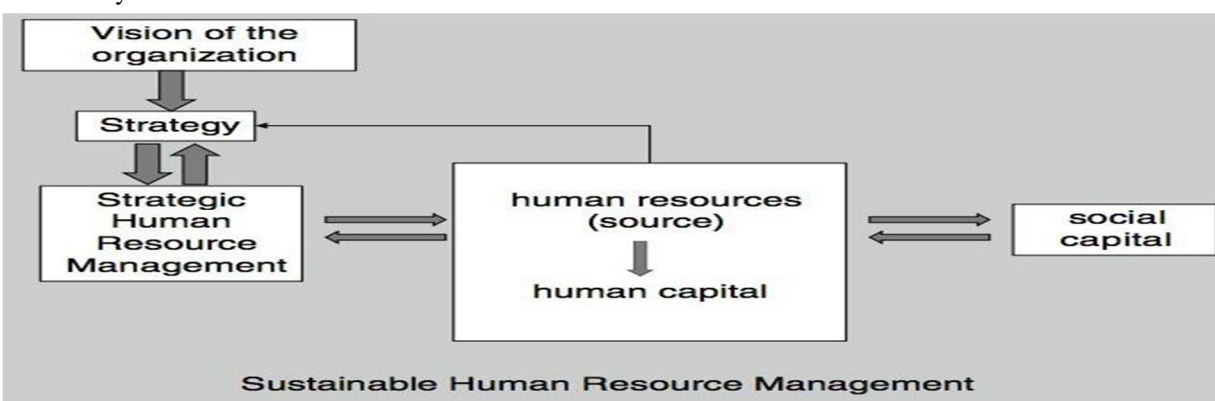 Vision of the
organization
Strategy
Strategic
Human
Resource
Management
human resources
(source)
human capital
social
capital
Sustainable Human Resource Management